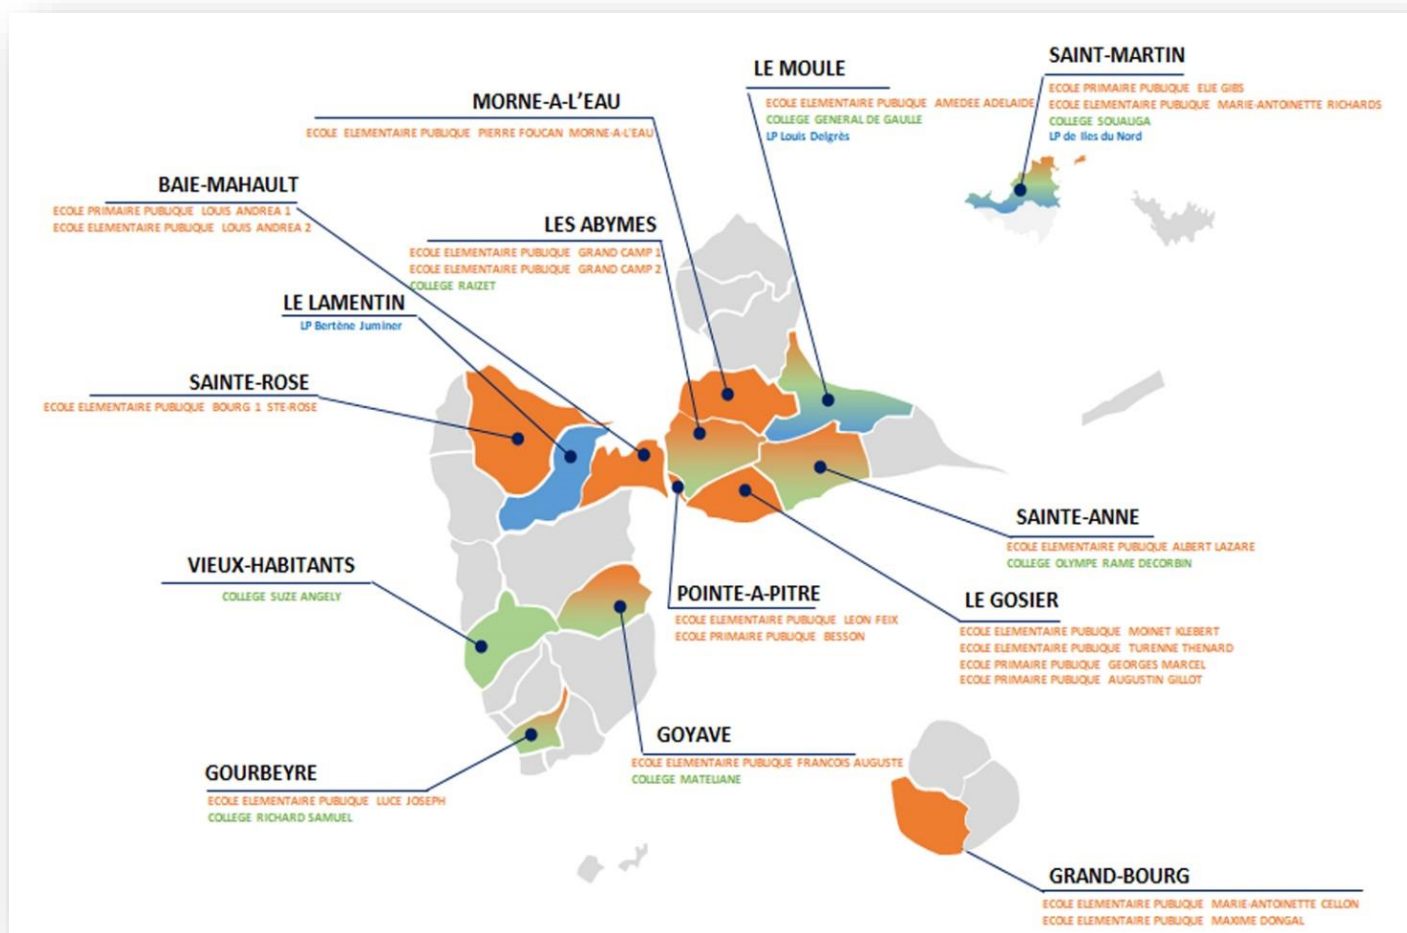 SAINT-MARTIN
ECOLE PRIMAIRE PUBLIQUE ELIE GIBS
ECOLE ELEMENTAIRE PUBLIQUE MARIE-ANTOINETTE RICHARDS
COLLEGE SOUALIGA
LP de Iles du Nord
LE MOULE
ECOLE ELEMENTAIRE PUBLIQUE AMEDEE ADELAIDE
COLLEGE GENERAL DE GAULLE
LP Louis Delgrès
MORNE-A-L'EAU
ECOLE ELEMENTAIRE PUBLIQUE PIERRE FOUCAN MORNE-A-L'EAU
BAIE-MAHAULT
ECOLE PRIMAIRE PUBLIQUE LOUIS ANDREA 1
ECOLE ELEMENTAIRE PUBLIQUE LOUIS ANDREA 2
LES ABYMES
ECOLE ELEMENTAIRE PUBLIQUE GRAND CAMP 1
ECOLE ELEMENTAIRE PUBLIQUE GRAND CAMP 2
COLLEGE RAIZET
LE LAMENTIN
LP Bertène Juminer
SAINTE-ROSE
ECOLE ELEMENTAIRE PUBLIQUE BOURG 1 STE-ROSE
SAINTE-ANNE
ECOLE ELEMENTAIRE PUBLIQUE ALBERT LAZARE
COLLEGE OLYMPE RAME DECORBIN
VIEUX-HABITANTS
COLLEGE SUZE ANGELY
POINTE-A-PITRE
ECOLE ELEMENTAIRE PUBLIQUE LEON FEIX
ECOLE PRIMAIRE PUBLIQUE BESSON
LE GOSIER
ECOLE ELEMENTAIRE PUBLIQUE MOINET KLEBERT
ECOLE ELEMENTAIRE PUBLIQUE TURENNE THENARD
ECOLE PRIMAIRE PUBLIQUE GEORGES MARCEL
ECOLE PRIMAIRE PUBLIQUE AUGUSTIN GILLOT
GOYAVE
ECOLE ELEMENTAIRE PUBLIQUE FRANCOIS AUGUSTE
COLLEGE MATELIANE
GOURBEYRE
ECOLE ELEMENTAIRE PUBLIQUE LUCE JOSEPH
COLLEGE RICHARD SAMUEL
GRAND-BOURG
ECOLE ELEMENTAIRE PUBLIQUE MARIE-ANTOINETTE CELLON
ECOLE ELEMENTAIRE PUBLIQUE MAXIME DONGAL